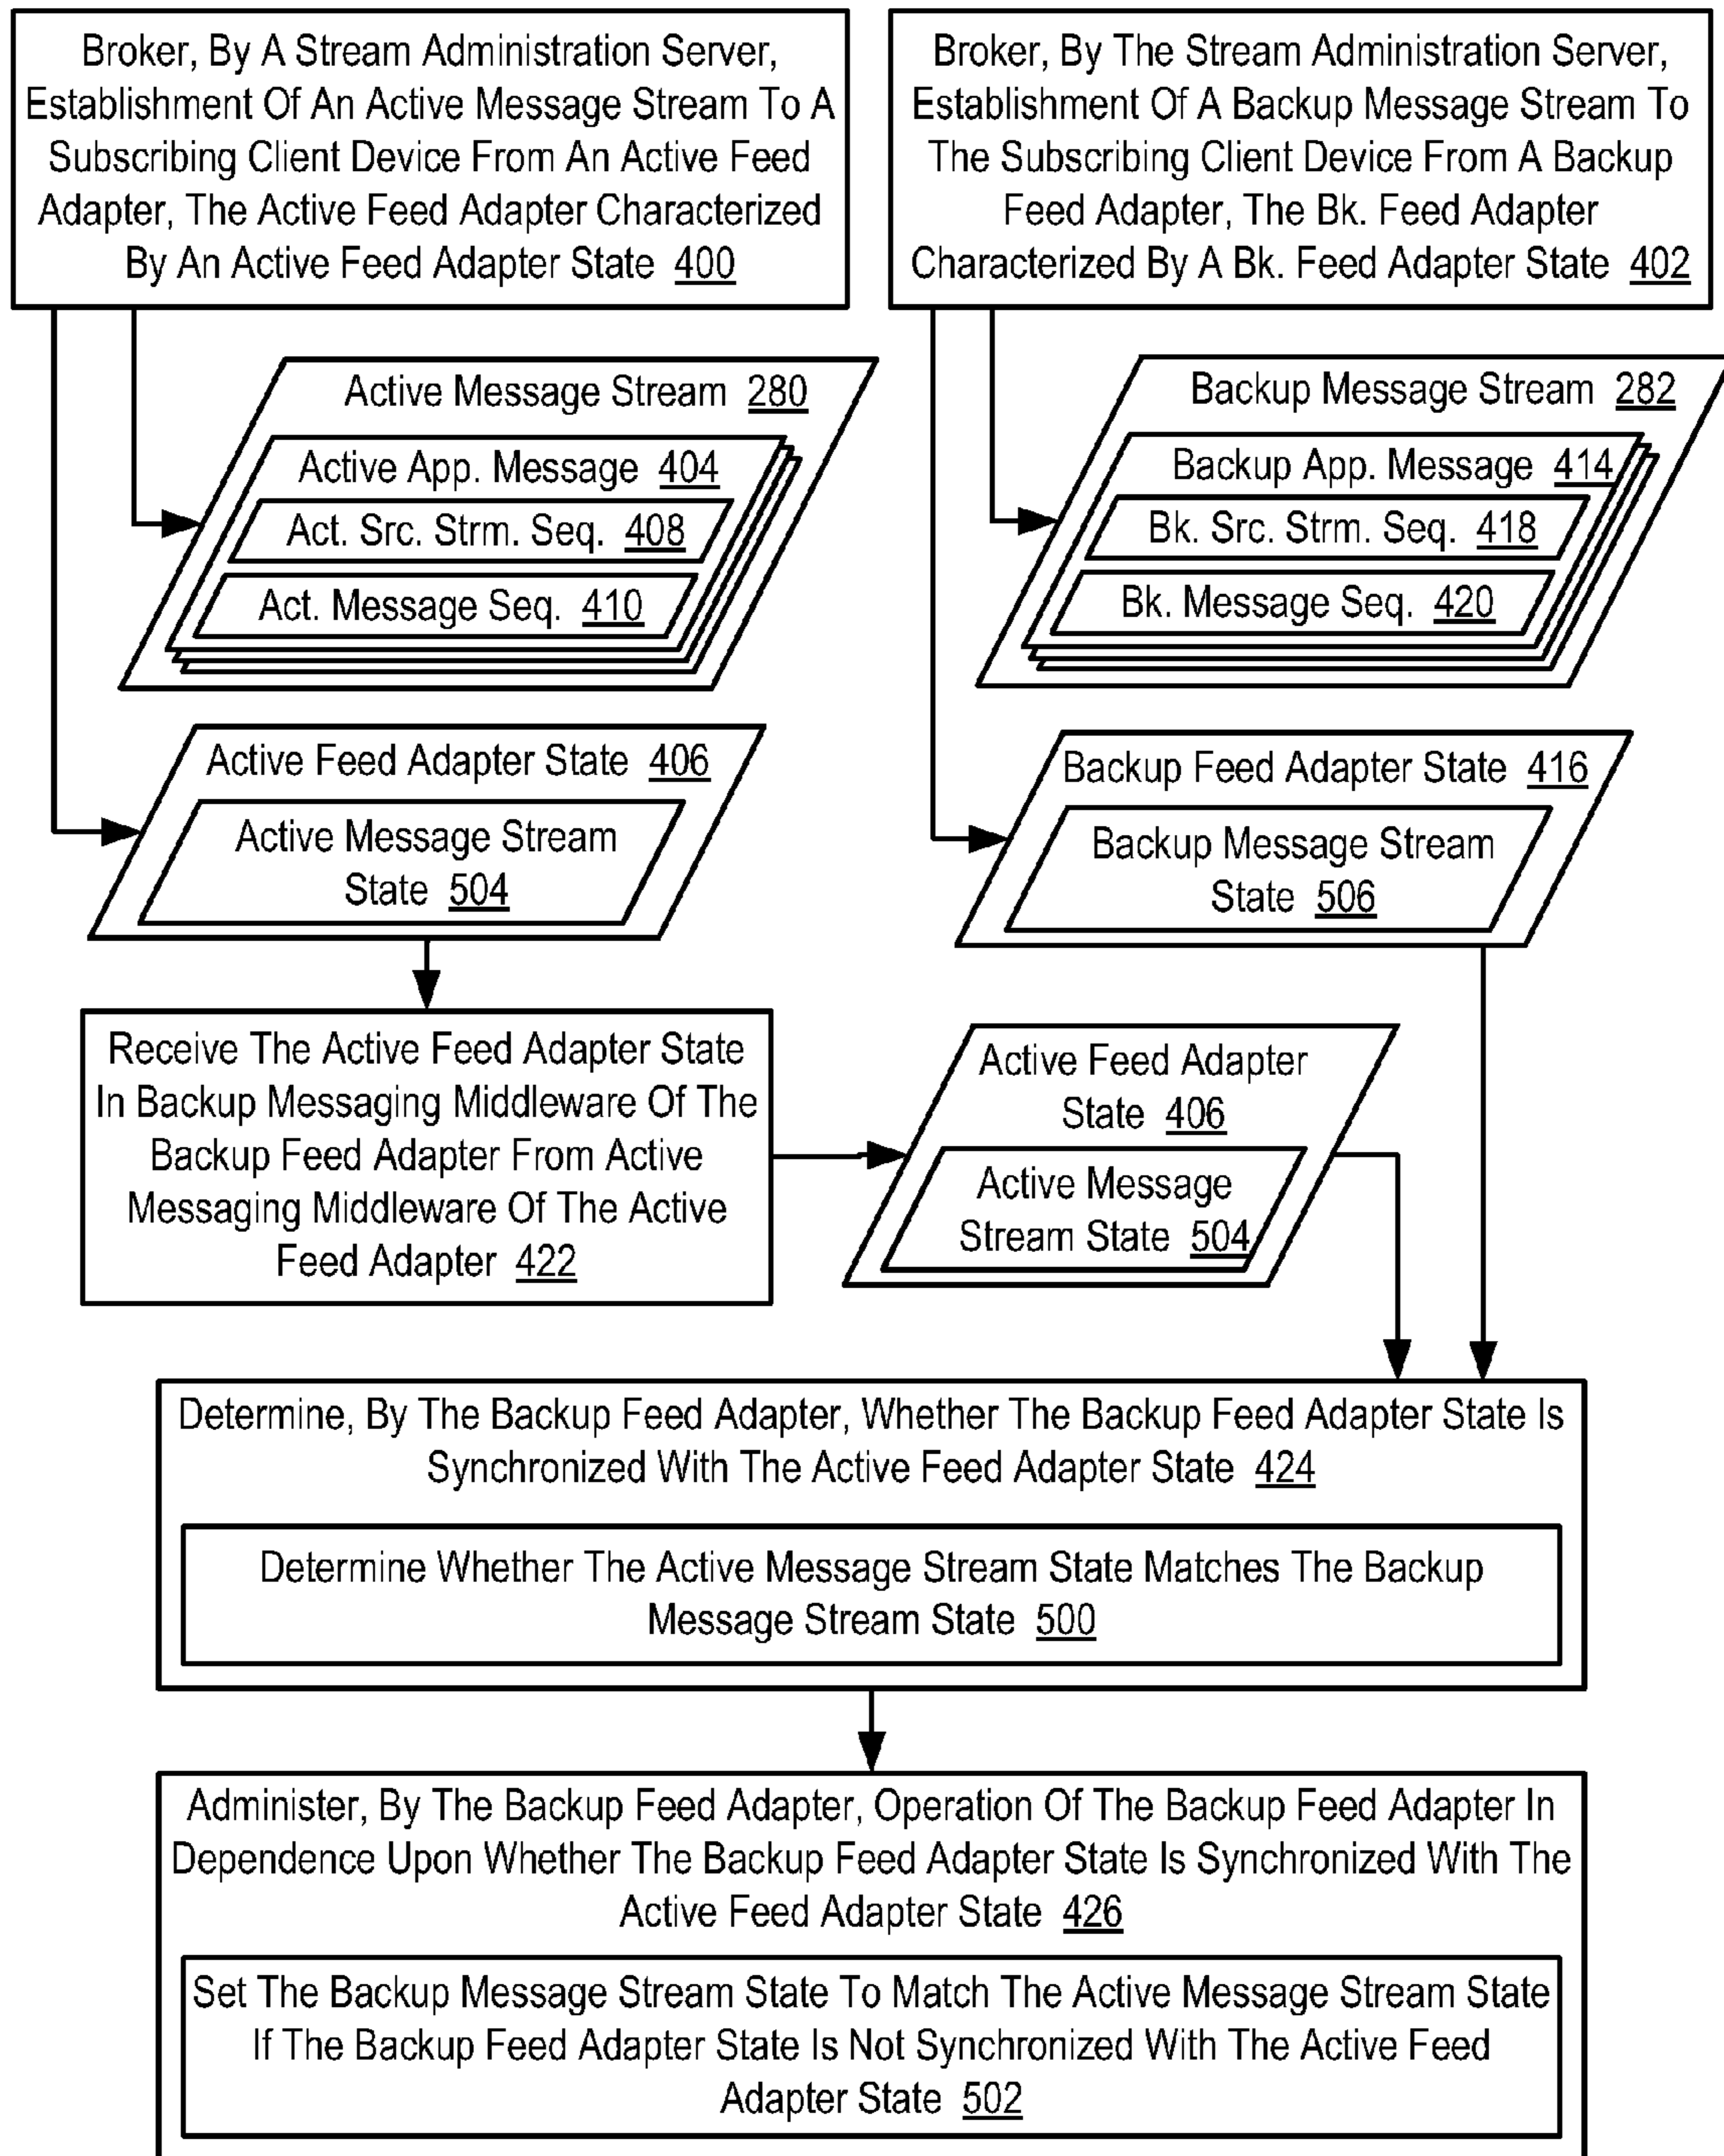 Broker, By A Stream Administration Server,
Establishment Of An Active Message Stream To A
Subscribing Client Device From An Active Feed
Adapter, The Active Feed Adapter Characterized
By An Active Feed Adapter State 400
Broker, By The Stream Administration Server,
Establishment Of A Backup Message Stream To
The Subscribing Client Device From A Backup
Feed Adapter, The Bk. Feed Adapter
Characterized By A Bk. Feed Adapter State 402
Active Message Stream 280
Active App. Message 404
Act. Src. Strm. Seq. 408
Act. Message Seq. 410
Backup Message Stream 282
Backup App. Message 414
Bk. Src. Strm. Seq. 418
Bk. Message Seq. 420
Active Feed Adapter State 406
Active Message Stream
State 504
Backup Feed Adapter State 416
Backup Message Stream
State 506
Receive The Active Feed Adapter State
In Backup Messaging Middleware Of The
Backup Feed Adapter From Active
Messaging Middleware Of The Active
Feed Adapter 422
Active Feed Adapter
State 406
Active Message
Stream State 504
Determine, By The Backup Feed Adapter, Whether The Backup Feed Adapter State Is
Synchronized With The Active Feed Adapter State 424
Determine Whether The Active Message Stream State Matches The Backup
Message Stream State 500
Administer, By The Backup Feed Adapter, Operation Of The Backup Feed Adapter In
Dependence Upon Whether The Backup Feed Adapter State Is Synchronized With The
Active Feed Adapter State 426
Set The Backup Message Stream State To Match The Active Message Stream State
If The Backup Feed Adapter State Is Not Synchronized With The Active Feed
Adapter State 502